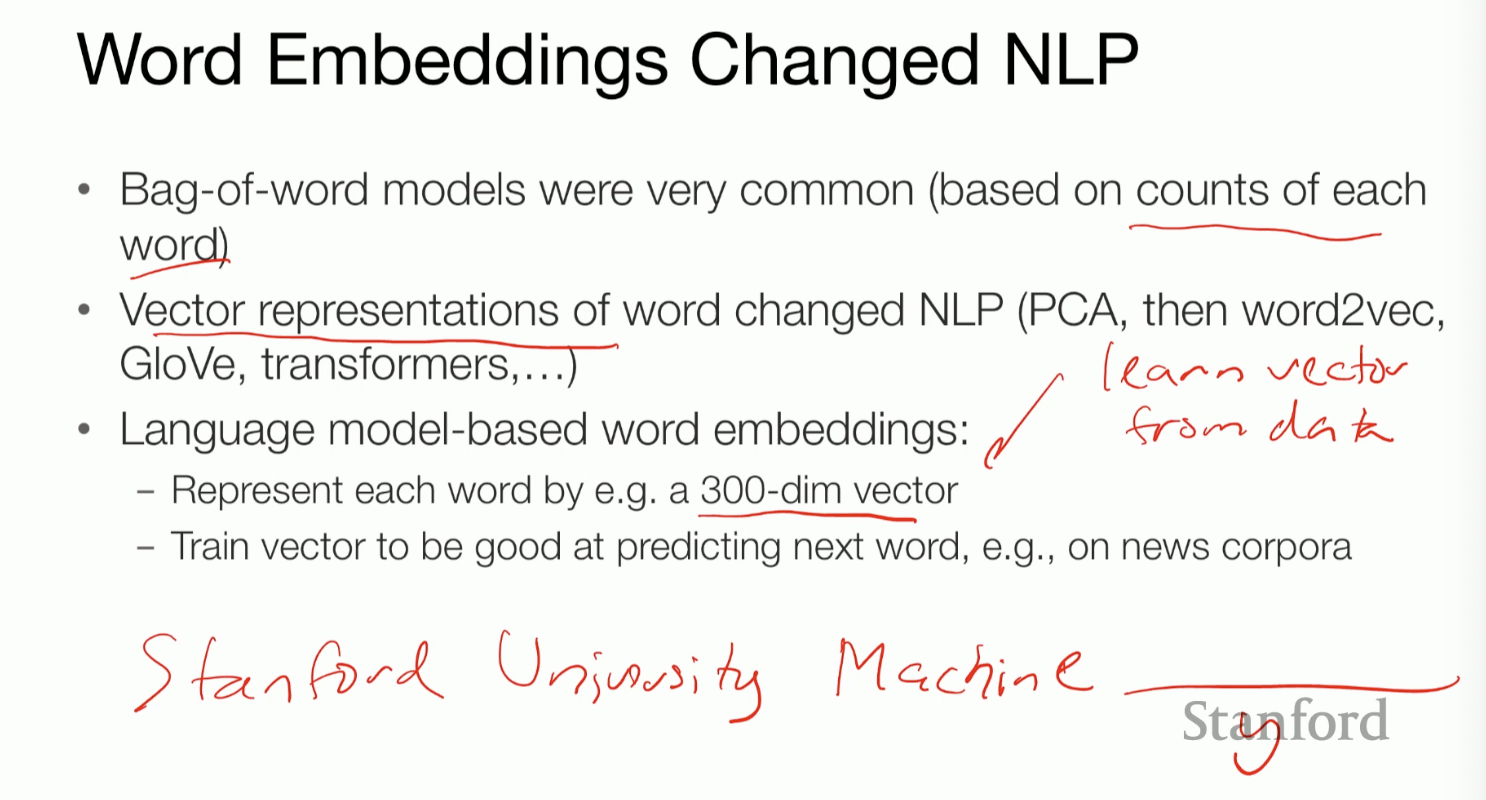 Word Embeddings Changed NLP
• Bag-of-word models were very common (based on counts of each
word)
• Vector representations of word changed NLP (PCA, then word2vec,
GloVe, transformers,…)
learn vector
from data
• Language model-based word embeddings:
– Represent each word by e.g. a 300-dim vector
– Train vector to be good at predicting next word, e.g., on news corpora
Stanford University Machine ______
Stanford
y